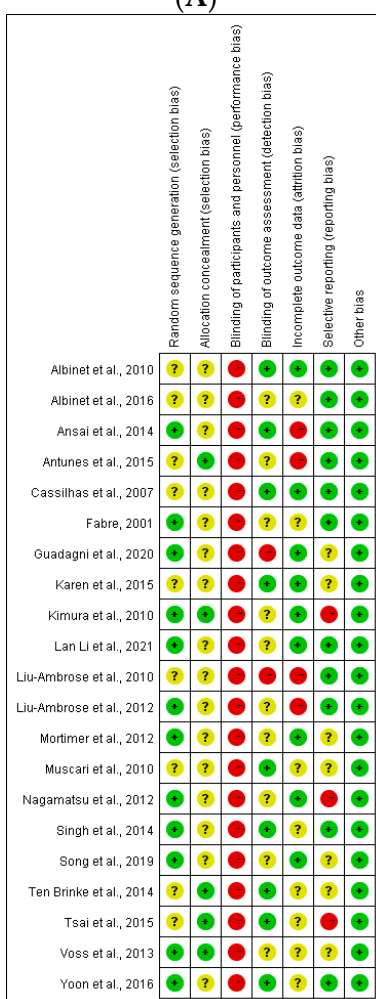 (A)
Random sequence generation (selection bias)
Allocation concealment (selection bias)
Blinding of participants and personnel (performance bias)
Blinding of outcome assessment (detection bias)
Incomplete outcome data (attrition bias)
Selective reporting (reporting bias)
Other bias
Albinet et al., 2010 ? ? - + + + +
Albinet et al., 2016 ? ? - ? ? + +
Ansai et al., 2014 + ? - + - + +
Antunes et al., 2015 ? + - ? - + +
Cassilhas et al., 2007 ? ? - + + + +
Fabre, 2001 + ? - ? ? + +
Guadagni et al., 2020 + ? - - + ? +
Karen et al., 2015 ? ? - + + ? +
Kimura et al., 2010 + + - ? + - +
Lan Li et al., 2021 + ? - ? + + +
Liu-Ambrose et al., 2010 ? ? - - - + +
Liu-Ambrose et al., 2012 + ? - ? - + +
Mortimer et al., 2012 + ? - ? + ? +
Muscari et al., 2010 ? ? - + ? ? +
Nagamatsu et al., 2012 + ? - ? + - +
Singh et al., 2014 + ? - + ? + +
Song et al., 2019 + ? - ? + ? +
Ten Brinke et al., 2014 ? + - + ? ? +
Tsai et al., 2015 ? + - + ? - +
Voss et al., 2013 + + - ? ? ? +
Yoon et al., 2016 + ? - + ? + +